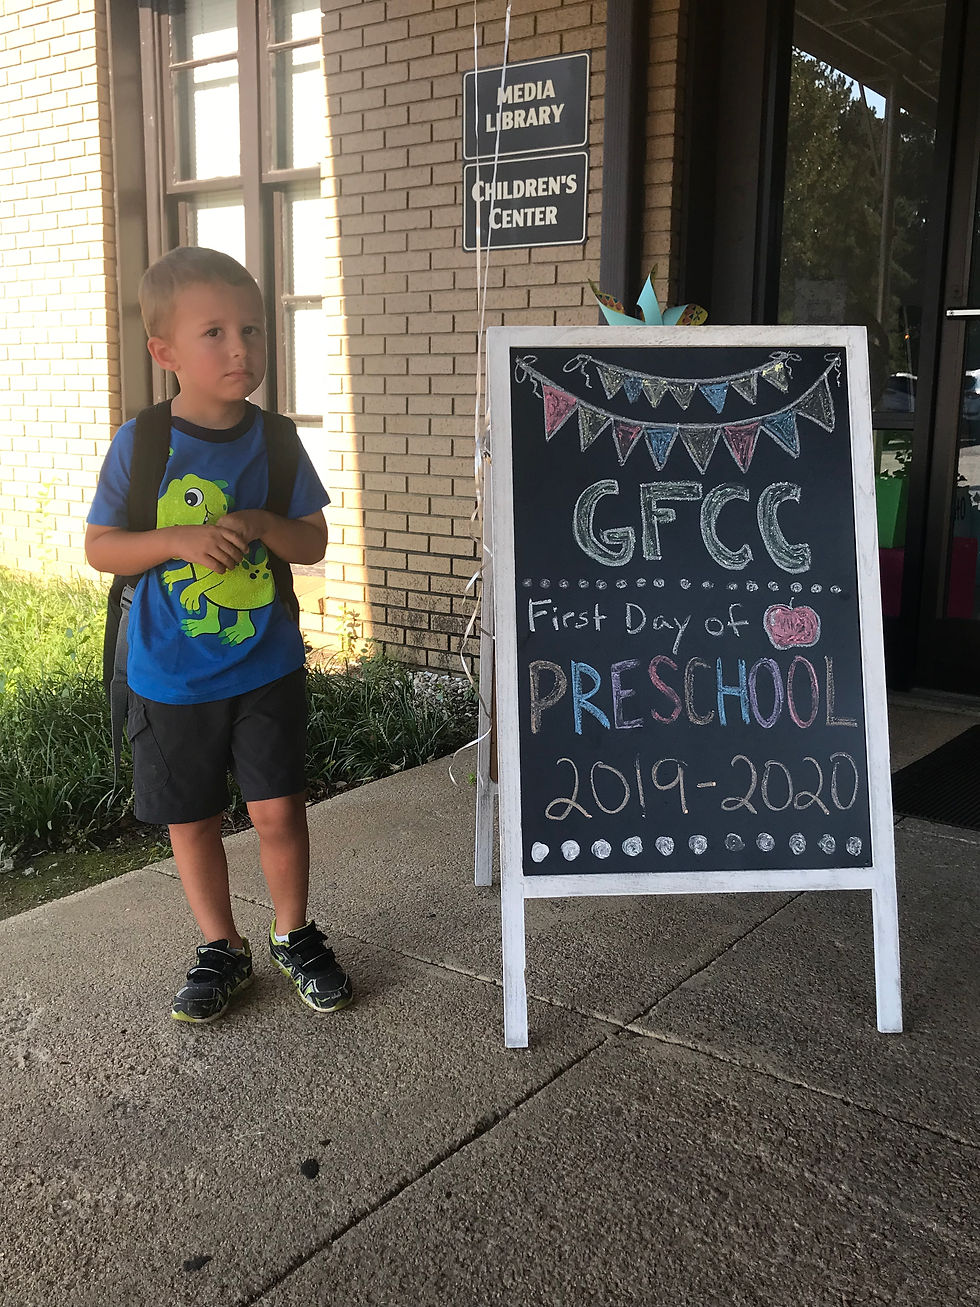 MEDIA
LIBRARY
CHILDREN'S
CENTER
GFCC
First Day of
PRESCHOOL
2019-2020